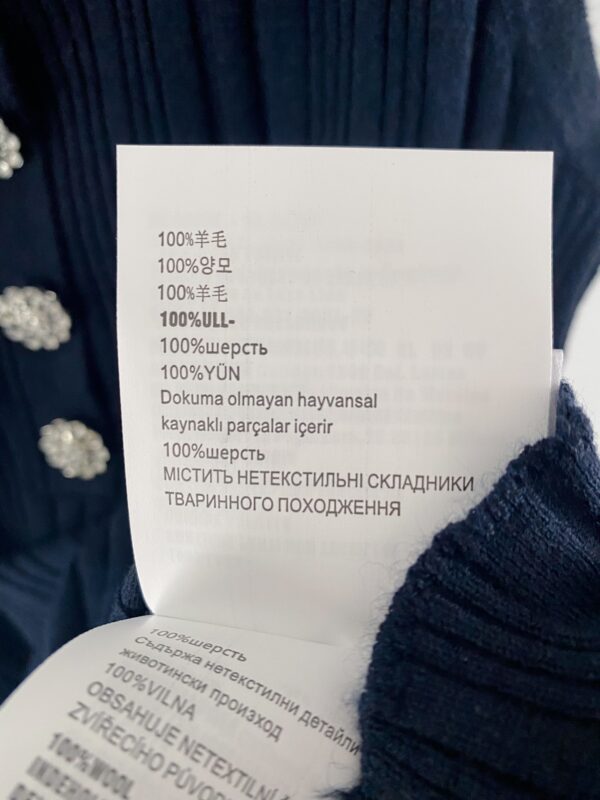 100%羊毛
100%양모
100%羊毛
100%ULL-
100%шерсть
100%YÜN
Dokuma olmayan hayvansal
kaynaklı parçalar içerir
100%шерсть
МІСТИТЬ НЕТЕКСТИЛЬНІ СКЛАДНИКИ
ТВАРИННОГО ПОХОДЖЕННЯ
100%шерсть
Съдържа нетекстилни детайли
животински произход
100%VILNA
OBSAHUJE NETEXTILNÍ
ZVÍŘECÍHO
100%WOOL